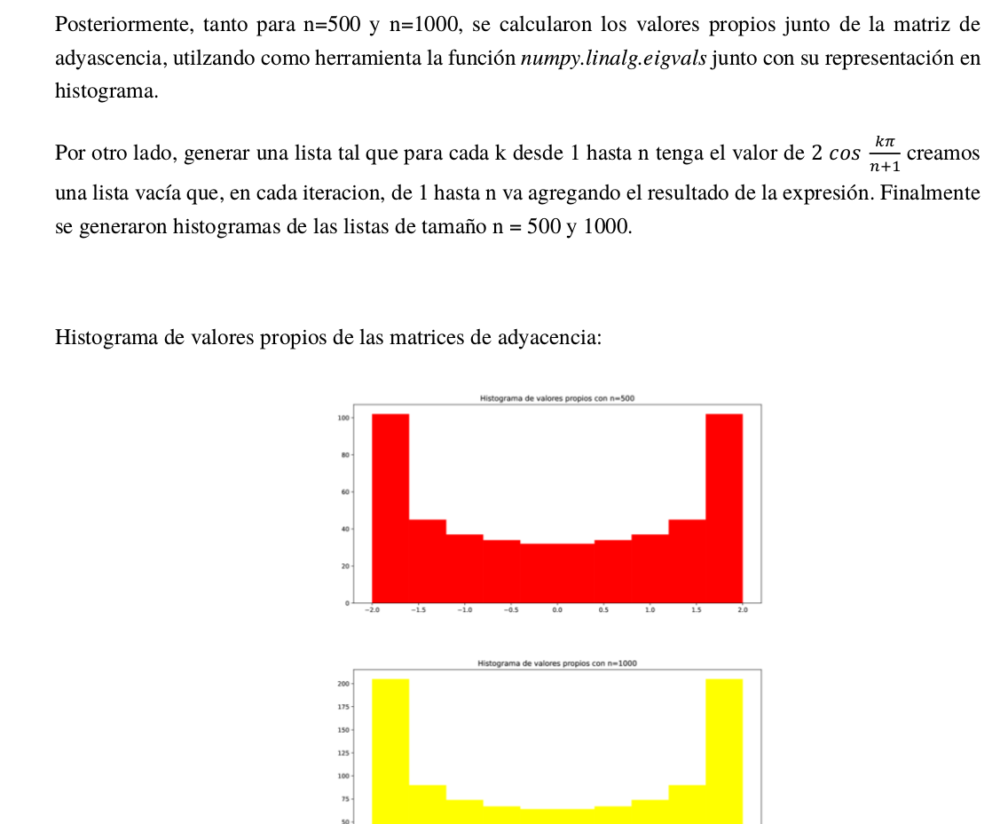 Posteriormente, tanto para n=500 y n=1000, se calcularon los valores propios junto de la matriz de
adyascencia, utilzando como herramienta la función numpy.linalg.eigvals junto con su representación en
histograma.
Por otro lado, generar una lista tal que para cada k desde 1 hasta n tenga el valor de 2 cos kπ/n+1 creamos
una lista vacía que, en cada iteracion, de 1 hasta n va agregando el resultado de la expresión. Finalmente
se generaron histogramas de las listas de tamaño n = 500 y 1000.
Histograma de valores propios de las matrices de adyacencia:
Histograma de valores propios con n=500
100
80
60
40
20
0
−2.0 −1.5 −1.0 −0.5 0.0 0.5 1.0 1.5 2.0
Histograma de valores propios con n=1000
200
175
150
125
100
75
50